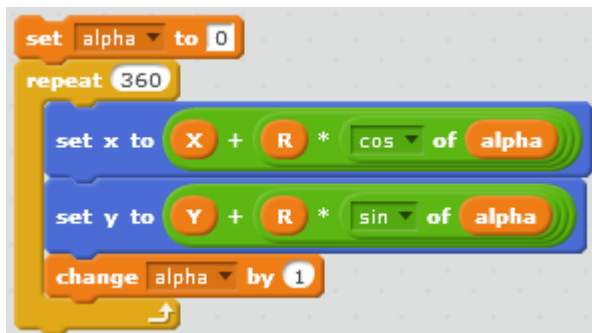 set alpha to 0
repeat 360
set x to X + R * cos of alpha
set y to Y + R * sin of alpha
change alpha by 1